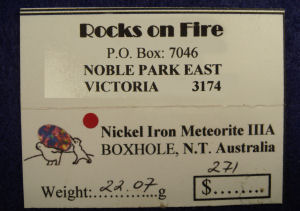 Rocks on Fire
P.O. Box: 7046
NOBLE PARK EAST
VICTORIA 3174
Nickel Iron Meteorite IIIA
BOXHOLE, N.T. Australia
271
Weight:....22.07....g $........